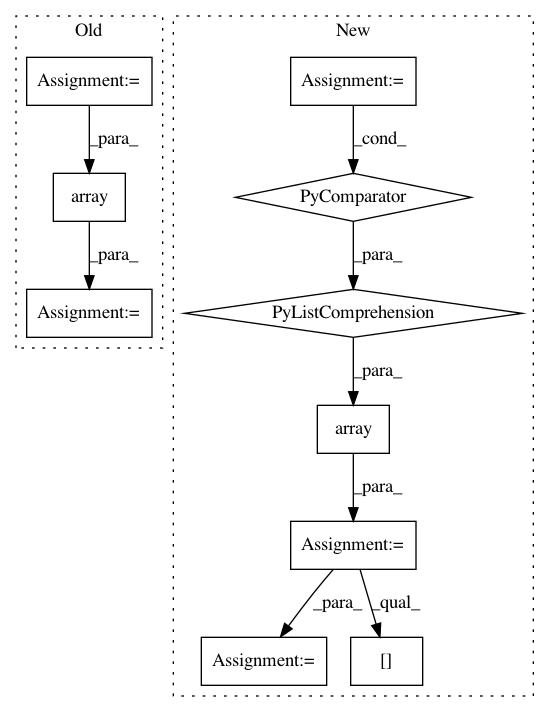 Old
New
Assignment:=
Assignment:=
_para_
_cond_
array
PyComparator
_para_
_para_
Assignment:=
PyListComprehension
_para_
array
_para_
Assignment:=
_para_
_qual_
Assignment:=
[]